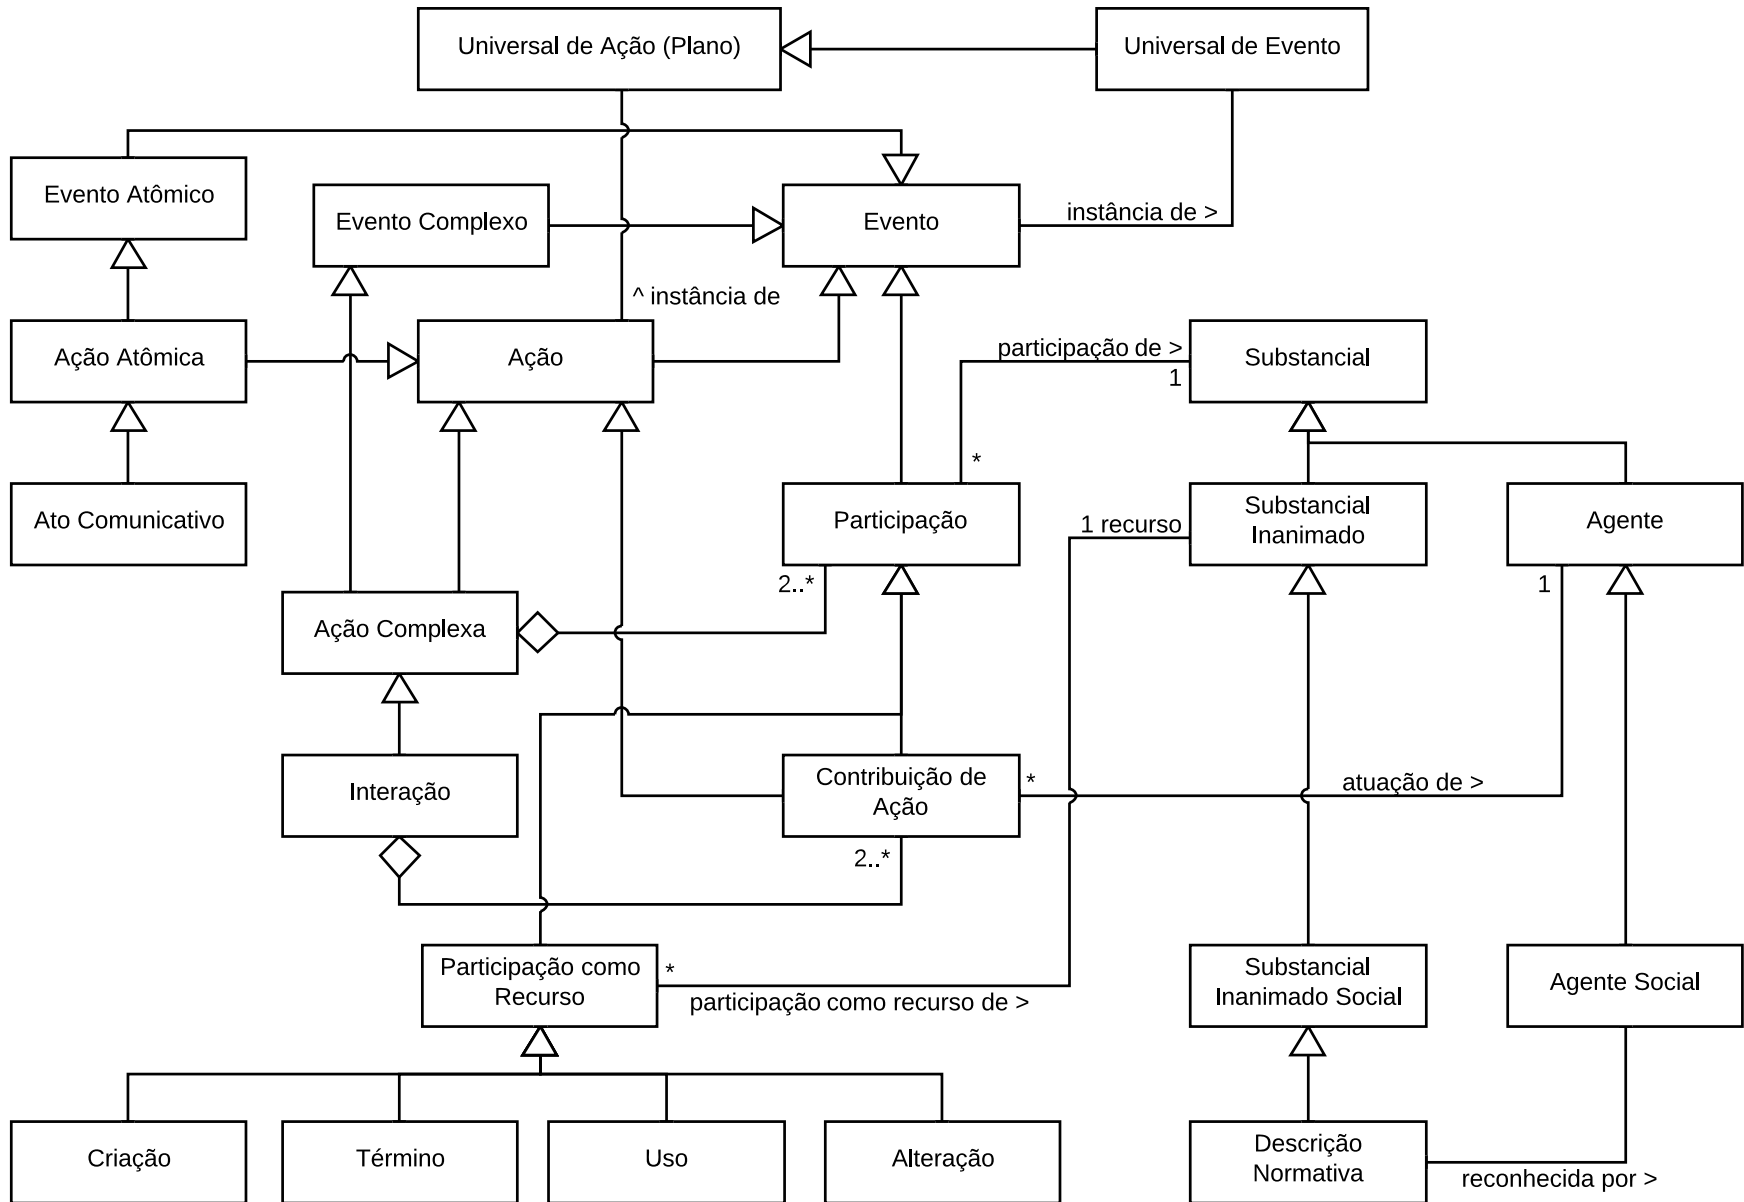 Universal de Ação (Plano)
Universal de Evento
Evento Atômico
Evento Complexo
Evento
instância de >
^ instância de
Ação Atômica
Ação
participação de >
1
Substancial
*
Ato Comunicativo
Participação
1 recurso
Substancial
Inanimado
Agente
2..*
1
Ação Complexa
Interação
Contribuição de
Ação
*
atuação de >
2..*
Participação como
Recurso
*
participação como recurso de >
Substancial
Inanimado Social
Agente Social
Criação
Término
Uso
Alteração
Descrição
Normativa
reconhecida por >